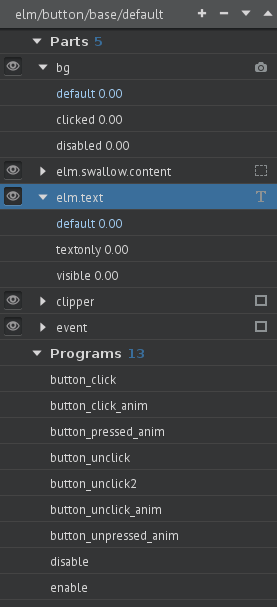 elm/button/base/default
Parts 5
bg
default 0.00
clicked 0.00
disabled 0.00
elm.swallow.content
elm.text
default 0.00
textonly 0.00
visible 0.00
clipper
event
Programs 13
button_click
button_click_anim
button_pressed_anim
button_unclick
button_unclick2
button_unclick_anim
button_unpressed_anim
disable
enable